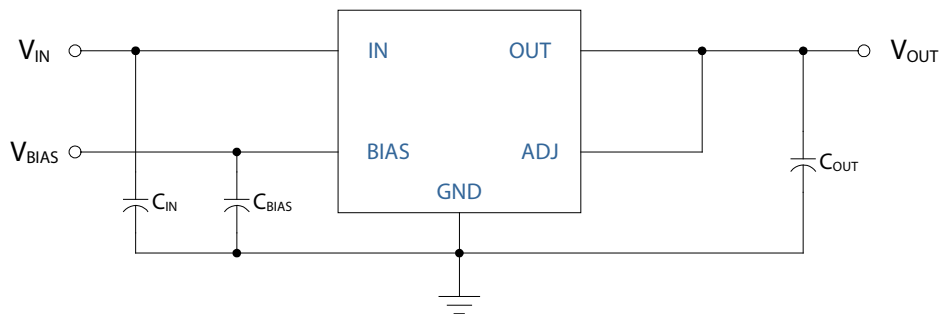 VIN
IN
OUT
VOUT
VBIAS
BIAS
ADJ
COUT
GND
CIN
CBIAS